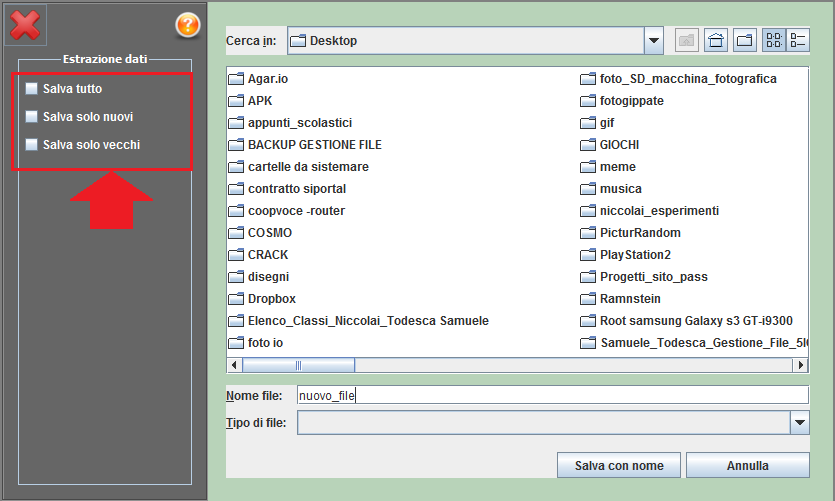 ?
Estrazione dati
Salva tutto
Salva solo nuovi
Salva solo vecchi
Cerca in:
Desktop
Agar.io
APK
appunti_scolastici
BACKUP GESTIONE FILE
cartelle da sistemare
contratto siportal
coopvoce -router
COSMO
CRACK
disegni
Dropbox
Elenco_Classi_Niccolai_Todesca Samuele
foto io
foto_SD_macchina_fotografica
fotogippate
gif
GIOCHI
meme
musica
niccolai_esperimenti
PicturRandom
PlayStation2
Progetti_sito_pass
Ramnstein
Root samsung Galaxy s3 GT-i9300
Samuele_Todesca_Gestione_File_5I
Nome file:
nuovo_file
Tipo di file:
Salva con nome
Annulla